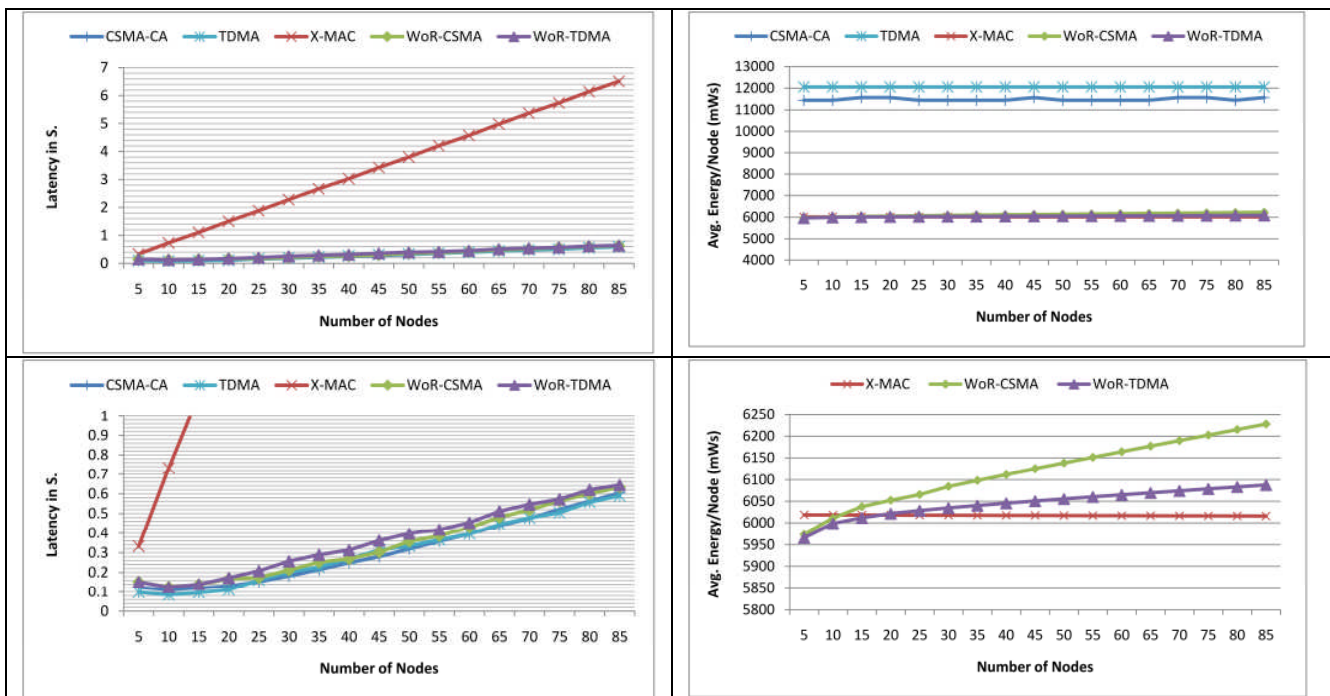 CSMA-CA TDMA X-MAC WoR-CSMA WoR-TDMA
7
6
5
4
3
2
1
0
Latency in S.
5 10 15 20 25 30 35 40 45 50 55 60 65 70 75 80 85
Number of Nodes
CSMA-CA TDMA X-MAC WoR-CSMA WoR-TDMA
13000
12000
11000
10000
9000
8000
7000
6000
5000
4000
Avg. Energy/Node (mWs)
5 10 15 20 25 30 35 40 45 50 55 60 65 70 75 80 85
Number of Nodes
CSMA-CA TDMA X-MAC WoR-CSMA WoR-TDMA
1
0.9
0.8
0.7
0.6
0.5
0.4
0.3
0.2
0.1
0
Latency in S.
5 10 15 20 25 30 35 40 45 50 55 60 65 70 75 80 85
Number of Nodes
X-MAC WoR-CSMA WoR-TDMA
6250
6200
6150
6100
6050
6000
5950
5900
5850
5800
Avg. Energy/Node (mWs)
5 10 15 20 25 30 35 40 45 50 55 60 65 70 75 80 85
Number of Nodes